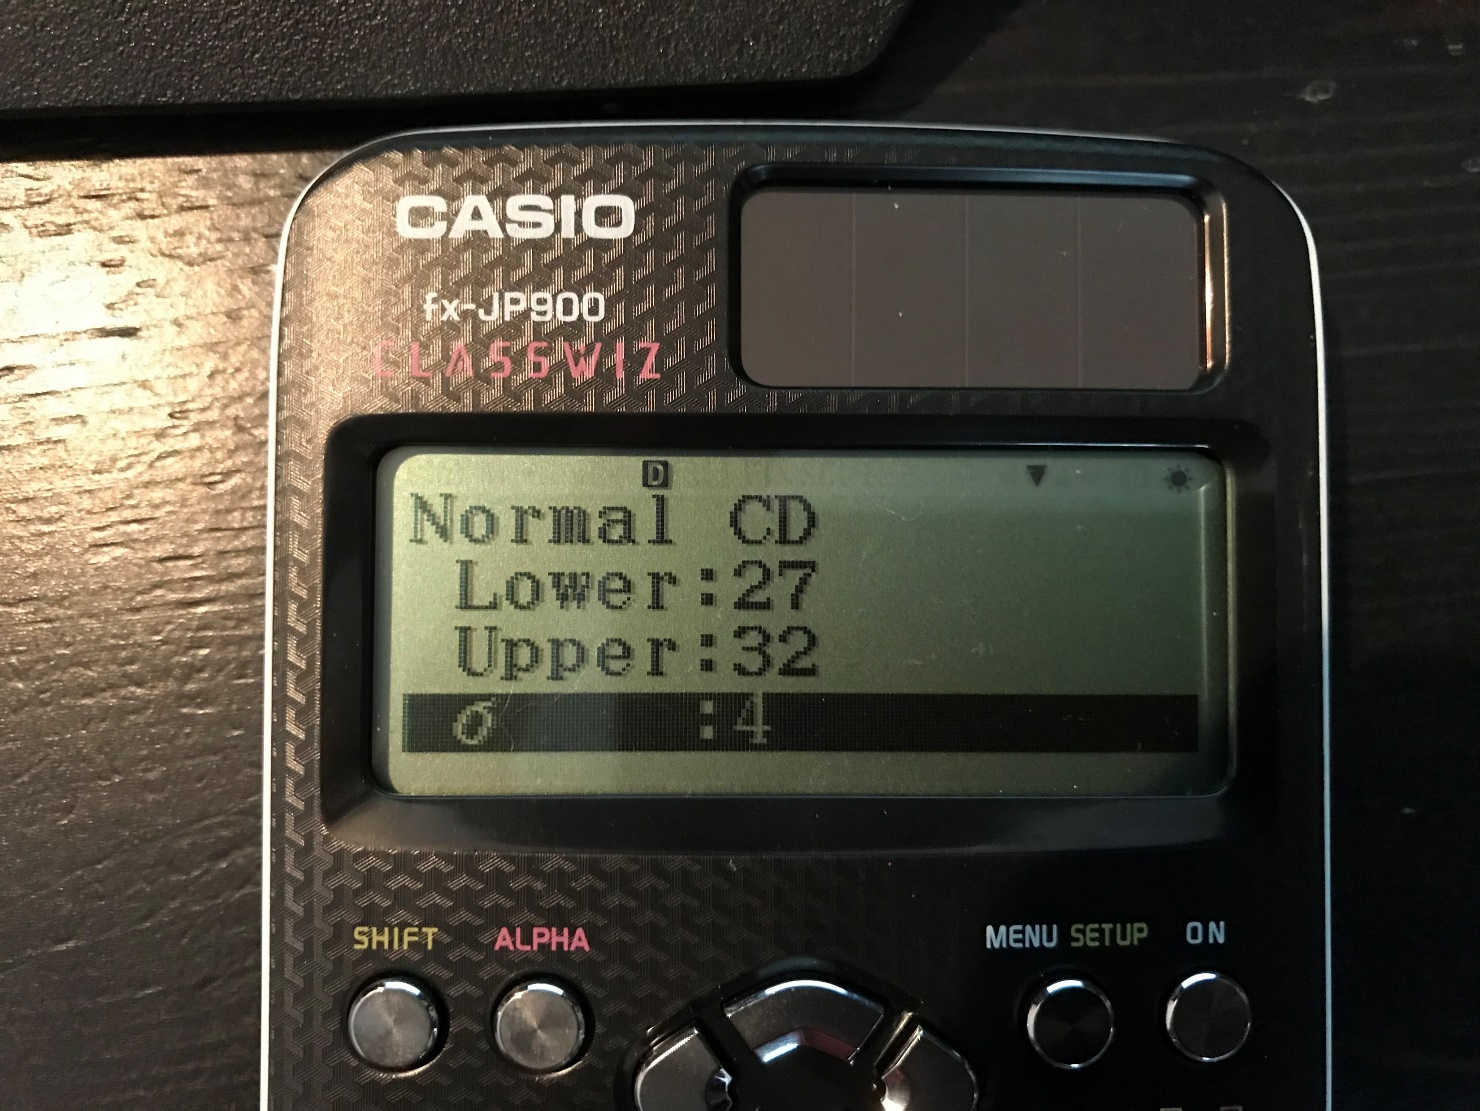 CASIO
fx-JP900
CLASSWIZ
D ▼
Normal CD
Lower:27
Upper:32
σ :4
SHIFT ALPHA MENU SETUP ON